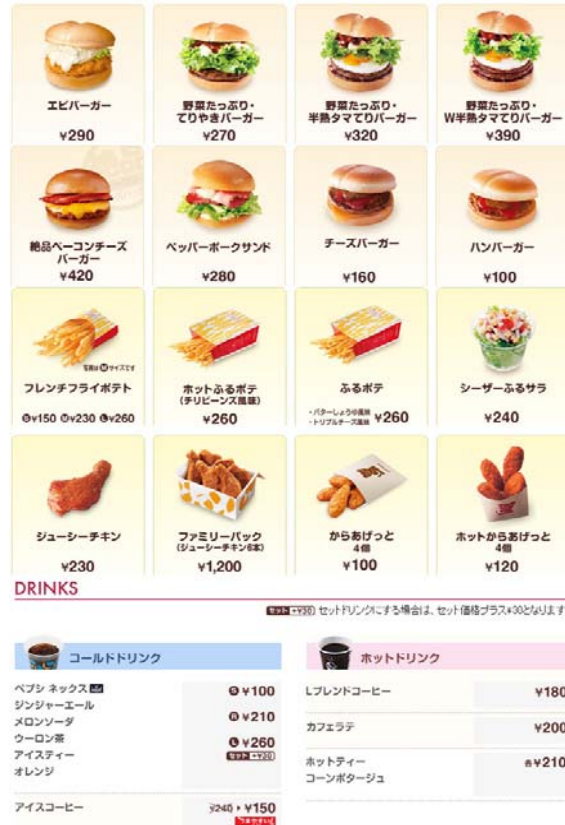 エビバーガー
¥290
野菜たっぷり・
てりやきバーガー
¥270
野菜たっぷり・
半熟タマてりバーガー
¥320
野菜たっぷり・
W半熟タマてりバーガー
¥390
絶品ベーコンチーズ
バーガー
¥420
ペッパーポークサンド
¥280
チーズバーガー
¥160
ハンバーガー
¥100
写真はMサイズです
フレンチフライポテト
S¥150 M¥230 L¥260
ホットふるポテ
(チリビーンズ風味)
¥260
ふるポテ
・バターしょうゆ風味
・トリプルチーズ風味 ¥260
シーザーふるサラ
¥240
ジューシーチキン
¥230
ファミリーパック
(ジューシーチキン6本)
¥1,200
からあげっと
4個
¥100
ホットからあげっと
4個
¥120
DRINKS
セット+¥30 セットドリンクにする場合は、セット価格プラス¥30となります
コールドドリンク
ペプシ ネックス
ジンジャーエール
メロンソーダ
ウーロン茶
アイスティー
オレンジ
S ¥100
R ¥210
L ¥260
セット+¥30
アイスコーヒー
¥240 ▶ ¥150
ホットドリンク
Lブレンドコーヒー
¥180
カフェラテ
¥200
ホットティー
コーンポタージュ
各¥210